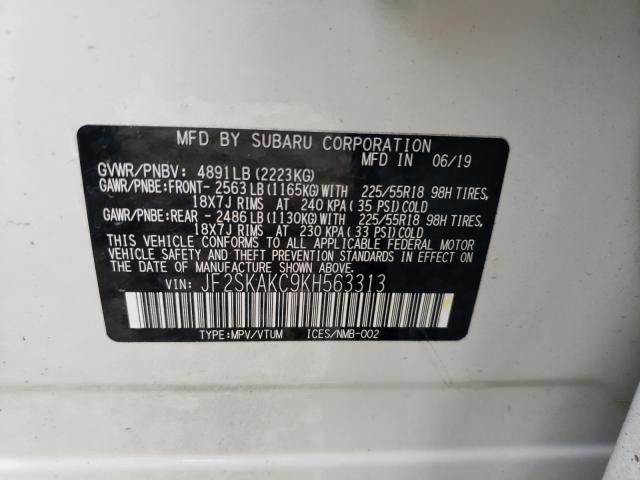 MFD BY SUBARU CORPORATION
MFD IN 06/19
GVWR/PNBV: 4891LB(2223KG)
GAWR/PNBE:FRONT- 2563LB(1165KG)WITH 225/55R18 98H TIRES,
18X7J RIMS AT 240 KPA(35 PSI)COLD
GAWR/PNBE:REAR - 2486LB(1130KG)WITH 225/55R18 98H TIRES,
18X7J RIMS AT 230 KPA(33 PSI)COLD
THIS VEHICLE CONFORMS TO ALL APPLICABLE FEDERAL MOTOR
VEHICLE SAFETY AND THEFT PREVENTION STANDARDS IN EFFECT
ON THE DATE OF MANUFACTURE SHOWN ABOVE.
VIN: JF2SKAKC9KH563313
TYPE:MPV/VTUM ICES/NMB-002